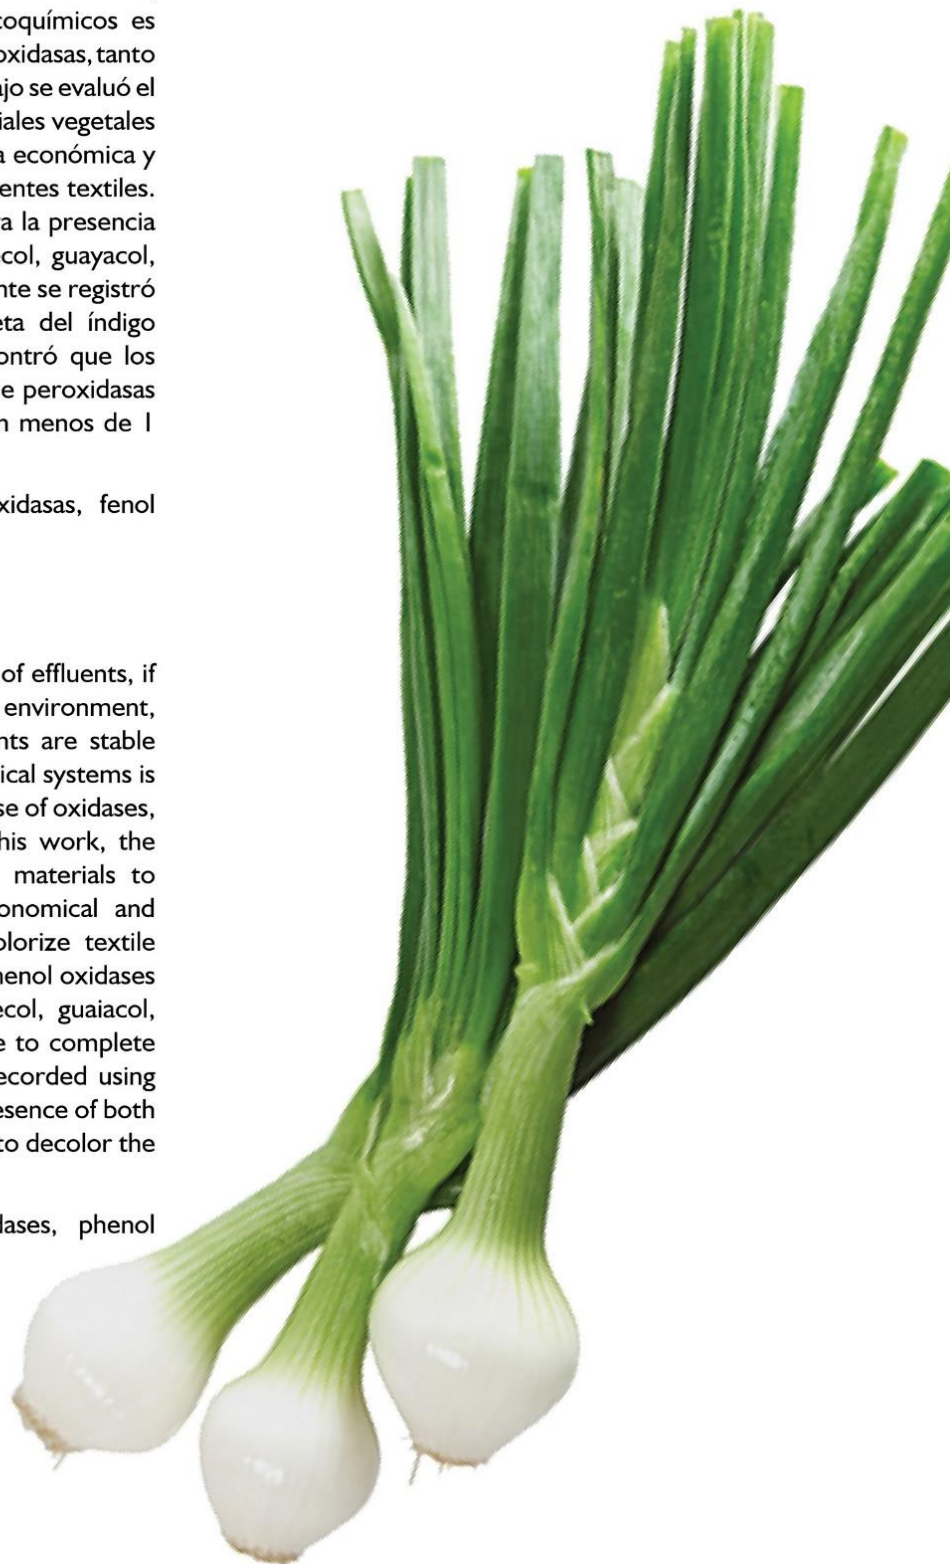 coquímicos es
oxidasas, tanto
ajo se evaluó el
iales vegetales
a económica y
entes textiles.
a la presencia
col, guayacol,
nte se registró
eta del índigo
ontró que los
e peroxidasas
n menos de 1
xidasas, fenol
of effluents, if
environment,
nts are stable
ical systems is
se of oxidases,
his work, the
materials to
onomical and
olorize textile
henol oxidases
ecol, guaiacol,
e to complete
ecorded using
esence of both
to decolor the
dases, phenol